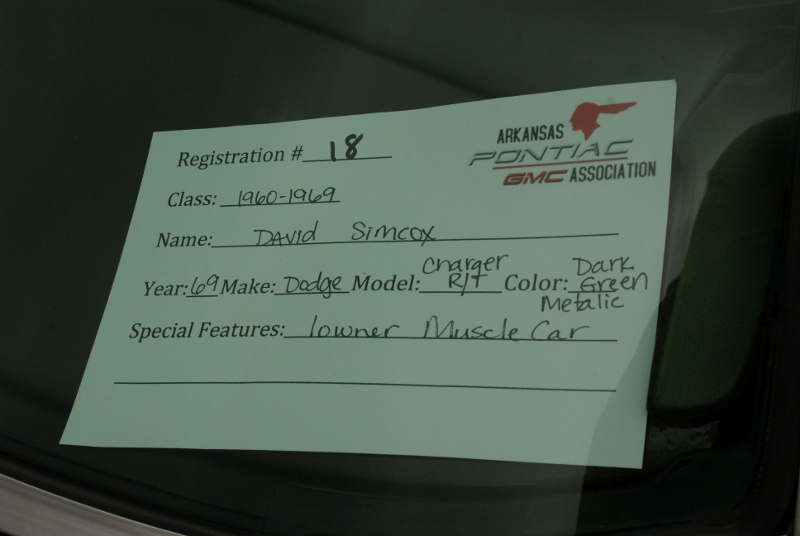 ARKANSAS
PONTIAC
GMC ASSOCIATION
Registration # 18
Class: 1960-1969
Name: DAVID SIMCOX
Year: 69 Make: Dodge Model: Charger R/T Color: Dark Green Metalic
Special Features: 1owner Muscle Car